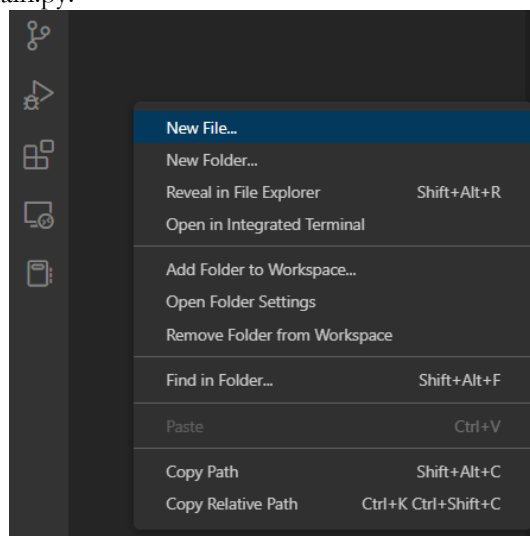 New File...
New Folder...
Reveal in File Explorer Shift+Alt+R
Open in Integrated Terminal
Add Folder to Workspace...
Open Folder Settings
Remove Folder from Workspace
Find in Folder... Shift+Alt+F
Paste Ctrl+V
Copy Path Shift+Alt+C
Copy Relative Path Ctrl+K Ctrl+Shift+C